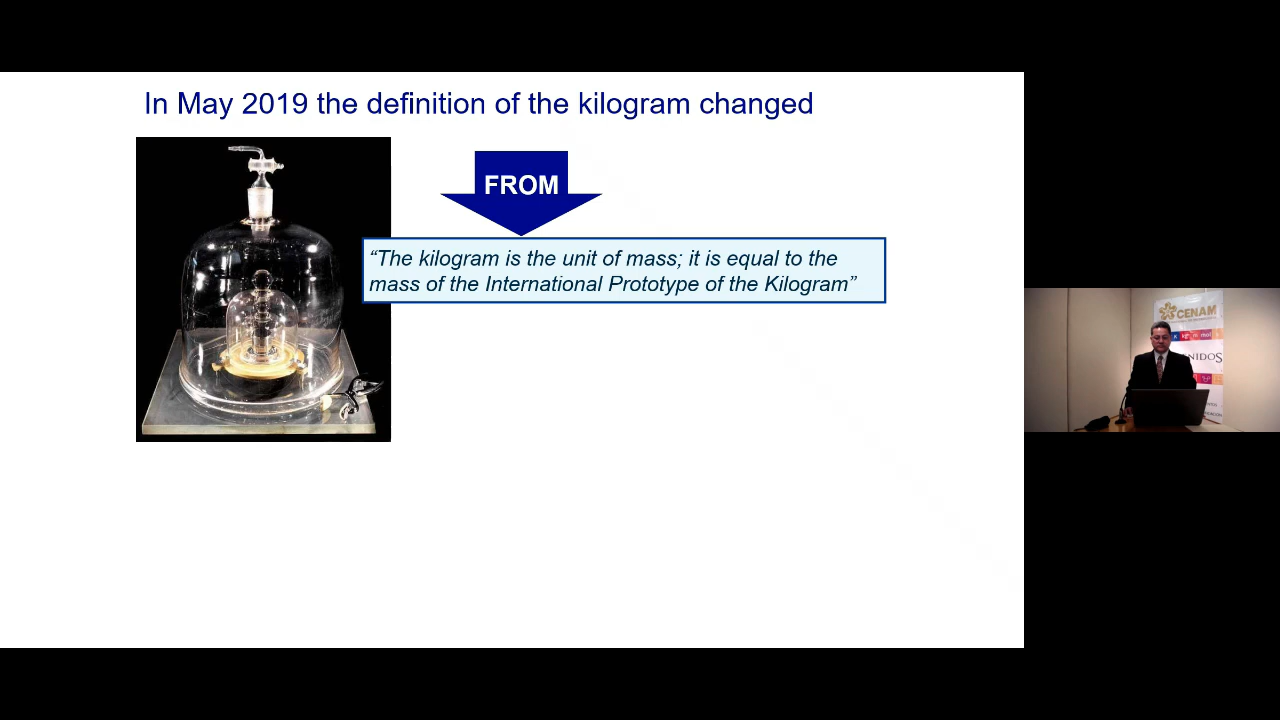 In May 2019 the definition of the kilogram changed
FROM
“The kilogram is the unit of mass; it is equal to the
mass of the International Prototype of the Kilogram”
CENAM